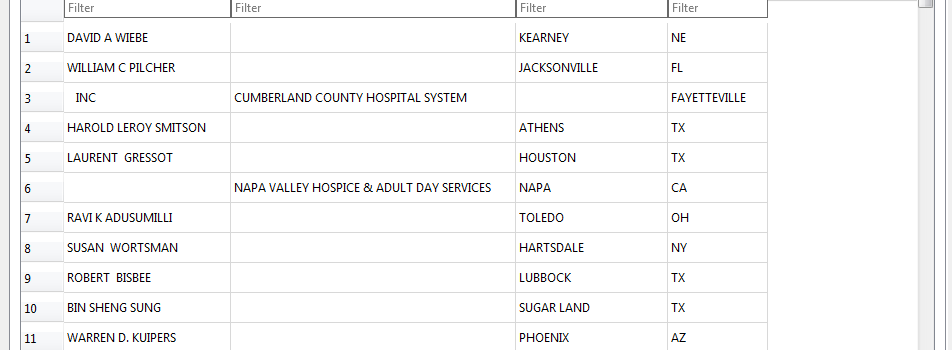 Filter Filter Filter Filter
1 DAVID A WIEBE KEARNEY NE
2 WILLIAM C PILCHER JACKSONVILLE FL
3 INC CUMBERLAND COUNTY HOSPITAL SYSTEM FAYETTEVILLE
4 HAROLD LEROY SMITSON ATHENS TX
5 LAURENT  GRESSOT HOUSTON TX
6 NAPA VALLEY HOSPICE & ADULT DAY SERVICES NAPA CA
7 RAVI K ADUSUMILLI TOLEDO OH
8 SUSAN  WORTSMAN HARTSDALE NY
9 ROBERT  BISBEE LUBBOCK TX
10 BIN SHENG SUNG SUGAR LAND TX
11 WARREN D. KUIPERS PHOENIX AZ